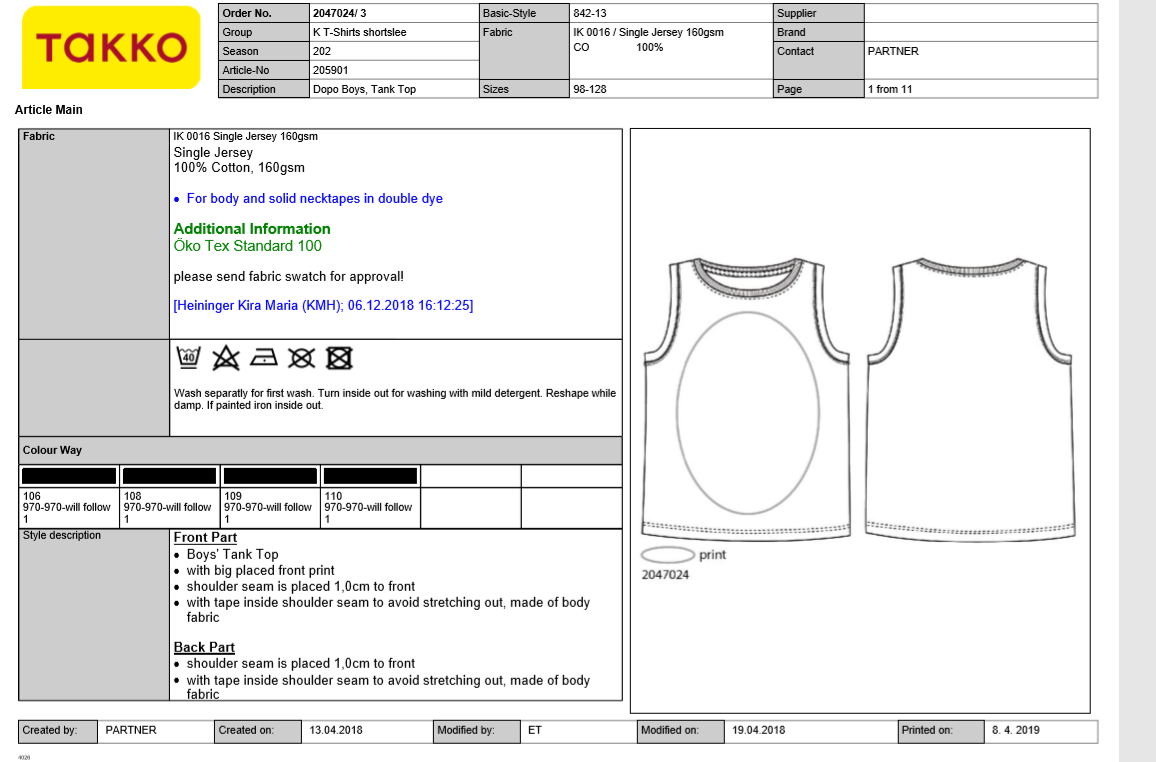 TAKKO
Order No. 2047024/ 3 Basic-Style 842-13 Supplier
Group K T-Shirts shortslee Fabric IK 0016 / Single Jersey 160gsm Brand
Season 202 CO 100% Contact PARTNER
Article-No 205901
Description Dopo Boys, Tank Top Sizes 98-128 Page 1 from 11
Article Main
Fabric
IK 0016 Single Jersey 160gsm
Single Jersey
100% Cotton, 160gsm
• For body and solid necktapes in double dye
Additional Information
Öko Tex Standard 100
please send fabric swatch for approval!
[Heininger Kira Maria (KMH); 06.12.2018 16:12:25]
40
Wash separatly for first wash. Turn inside out for washing with mild detergent. Reshape while
damp. If painted iron inside out.
Colour Way
106 108 109 110
970-970-will follow 970-970-will follow 970-970-will follow 970-970-will follow
1 1 1 1
Style description
Front Part
• Boys' Tank Top
• with big placed front print
• shoulder seam is placed 1,0cm to front
• with tape inside shoulder seam to avoid stretching out, made of body
fabric
Back Part
• shoulder seam is placed 1,0cm to front
• with tape inside shoulder seam to avoid stretching out, made of body
fabric
print
2047024
Created by: PARTNER Created on: 13.04.2018 Modified by: ET Modified on: 19.04.2018 Printed on: 8. 4. 2019
4026